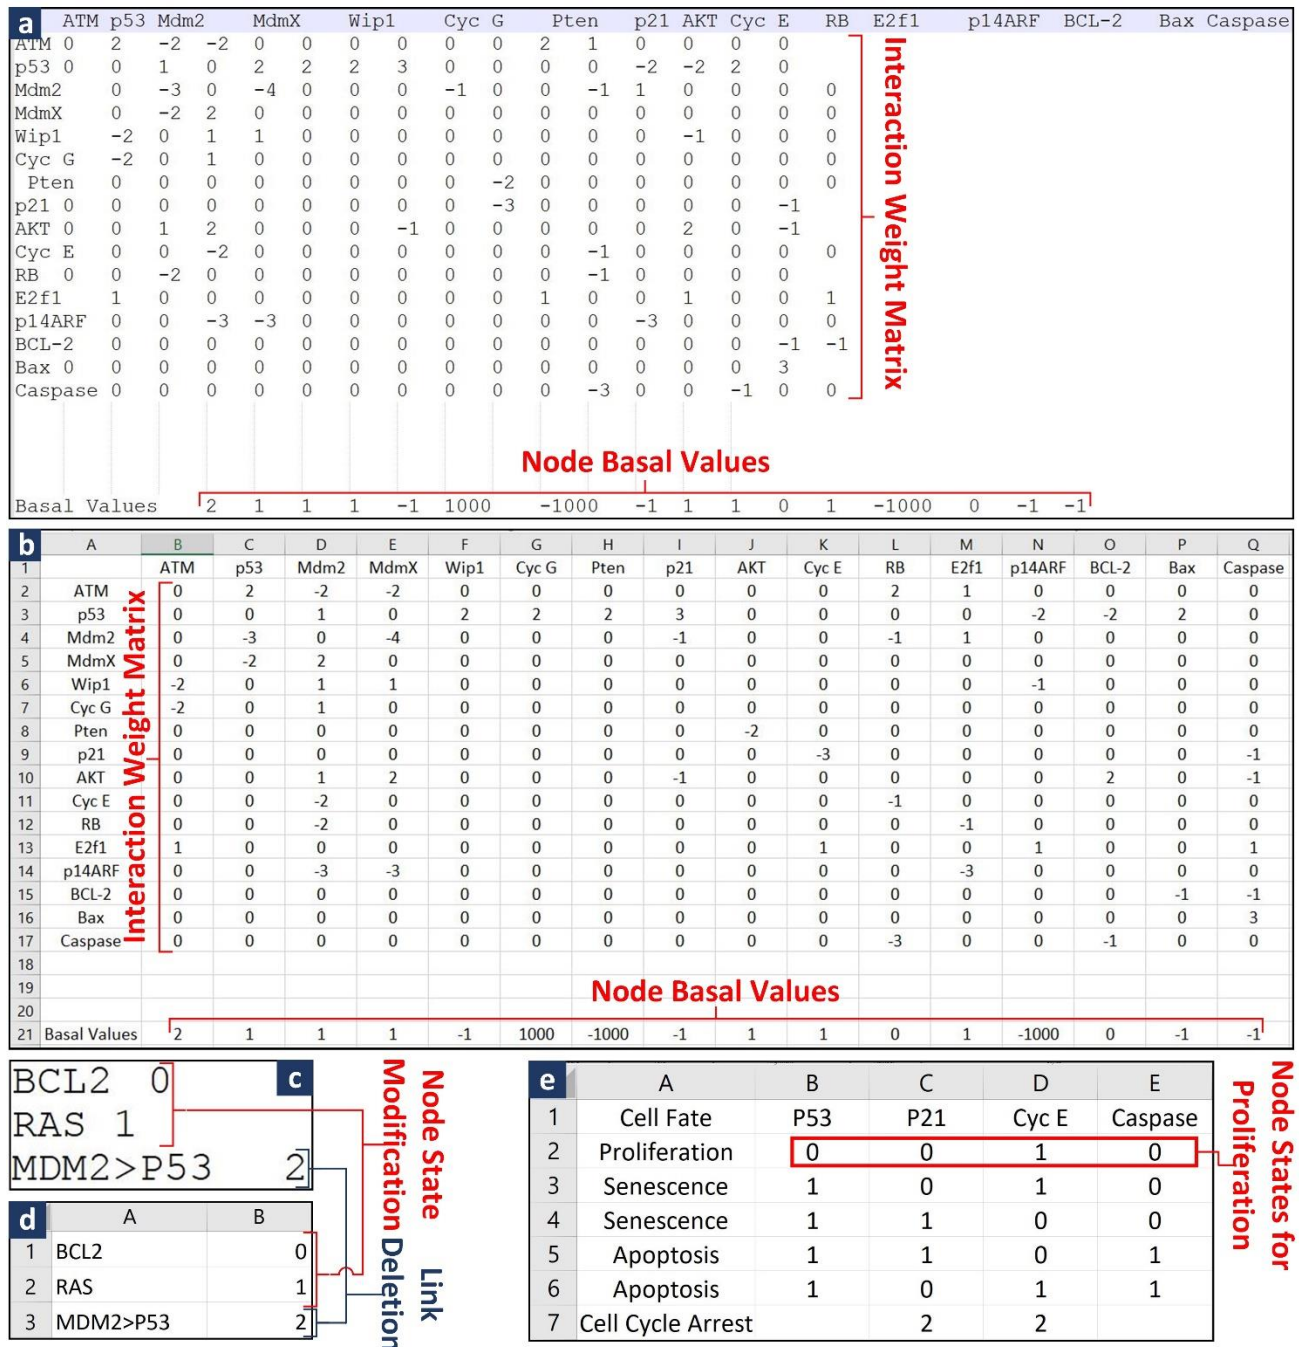 a
ATM p53 Mdm2 MdmX Wip1 Cyc G Pten p21 AKT Cyc E RB E2f1 p14ARF BCL-2 Bax Caspase
ATM 0 2 -2 -2 0 0 0 0 0 0 2 1 0 0 0 0
p53 0 0 1 0 2 2 2 3 0 0 0 0 -2 -2 2 0
Mdm2 0 -3 0 -4 0 0 0 -1 0 0 -1 1 0 0 0 0
MdmX 0 -2 2 0 0 0 0 0 0 0 0 0 0 0 0 0
Wip1 -2 0 1 1 0 0 0 0 0 0 0 0 -1 0 0 0
Cyc G -2 0 1 0 0 0 0 0 0 0 0 0 0 0 0 0
Pten 0 0 0 0 0 0 0 0 -2 0 0 0 0 0 0 0
p21 0 0 0 0 0 0 0 0 0 -3 0 0 0 0 0 -1
AKT 0 0 1 2 0 0 0 -1 0 0 0 0 0 2 0 -1
Cyc E 0 0 -2 0 0 0 0 0 0 0 -1 0 0 0 0 0
RB 0 0 -2 0 0 0 0 0 0 0 0 -1 0 0 0 0
E2f1 1 0 0 0 0 0 0 0 0 1 0 0 1 0 0 1
p14ARF 0 0 -3 -3 0 0 0 0 0 0 0 -3 0 0 0 0
BCL-2 0 0 0 0 0 0 0 0 0 0 0 0 0 0 -1 -1
Bax 0 0 0 0 0 0 0 0 0 0 0 0 0 0 0 3
Caspase 0 0 0 0 0 0 0 0 0 0 -3 0 0 -1 0 0
Interaction Weight Matrix
Node Basal Values
Basal Values 2 1 1 1 -1 1000 -1000 -1 1 1 0 1 -1000 0 -1 -1
b
A B C D E F G H I J K L M N O P Q
1 ATM p53 Mdm2 MdmX Wip1 Cyc G Pten p21 AKT Cyc E RB E2f1 p14ARF BCL-2 Bax Caspase
2 ATM 0 2 -2 -2 0 0 0 0 0 0 2 1 0 0 0 0
3 p53 0 0 1 0 2 2 2 3 0 0 0 0 -2 -2 2 0
4 Mdm2 0 -3 0 -4 0 0 0 -1 0 0 -1 1 0 0 0 0
5 MdmX 0 -2 2 0 0 0 0 0 0 0 0 0 0 0 0 0
6 Wip1 -2 0 1 1 0 0 0 0 0 0 0 0 -1 0 0 0
7 Cyc G -2 0 1 0 0 0 0 0 0 0 0 0 0 0 0 0
8 Pten 0 0 0 0 0 0 0 0 -2 0 0 0 0 0 0 0
9 p21 0 0 0 0 0 0 0 0 0 -3 0 0 0 0 0 -1
10 AKT 0 0 1 2 0 0 0 -1 0 0 0 0 0 2 0 -1
11 Cyc E 0 0 -2 0 0 0 0 0 0 0 -1 0 0 0 0 0
12 RB 0 0 -2 0 0 0 0 0 0 0 0 -1 0 0 0 0
13 E2f1 1 0 0 0 0 0 0 0 0 1 0 0 1 0 0 1
14 p14ARF 0 0 -3 -3 0 0 0 0 0 0 0 -3 0 0 0 0
15 BCL-2 0 0 0 0 0 0 0 0 0 0 0 0 0 0 -1 -1
16 Bax 0 0 0 0 0 0 0 0 0 0 0 0 0 0 0 3
17 Caspase 0 0 0 0 0 0 0 0 0 0 -3 0 0 -1 0 0
18
19
20
Interaction Weight Matrix
Node Basal Values
21 Basal Values 2 1 1 1 -1 1000 -1000 -1 1 1 0 1 -1000 0 -1 -1
c
BCL2 0
RAS 1
MDM2>P53 2
Node State
Modification
d
A B
1 BCL2 0
2 RAS 1
3 MDM2>P53 2
Link
Deletion
e
A B C D E
1 Cell Fate P53 P21 Cyc E Caspase
2 Proliferation 0 0 1 0
3 Senescence 1 0 1 0
4 Senescence 1 1 0 0
5 Apoptosis 1 1 0 1
6 Apoptosis 1 0 1 1
7 Cell Cycle Arrest 2 2
Node States for
Proliferation